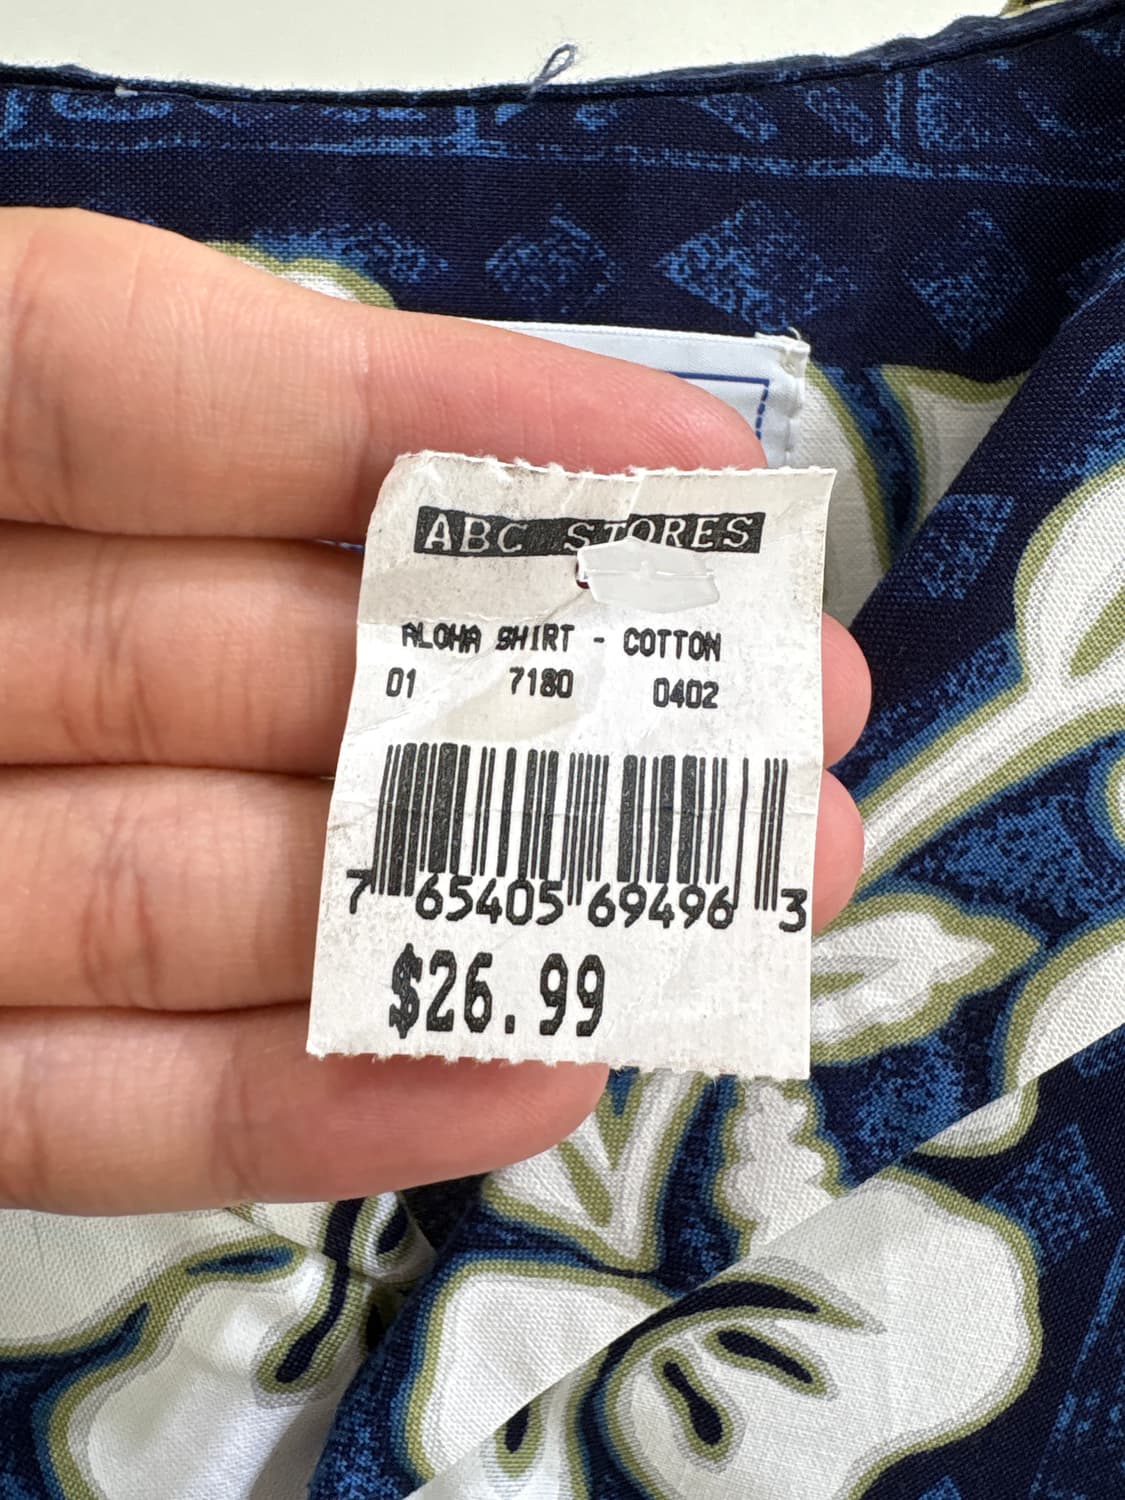 ABC STORES
ALOHA SHIRT - COTTON
01 7180 0402
7 65405 69496 3
$26.99